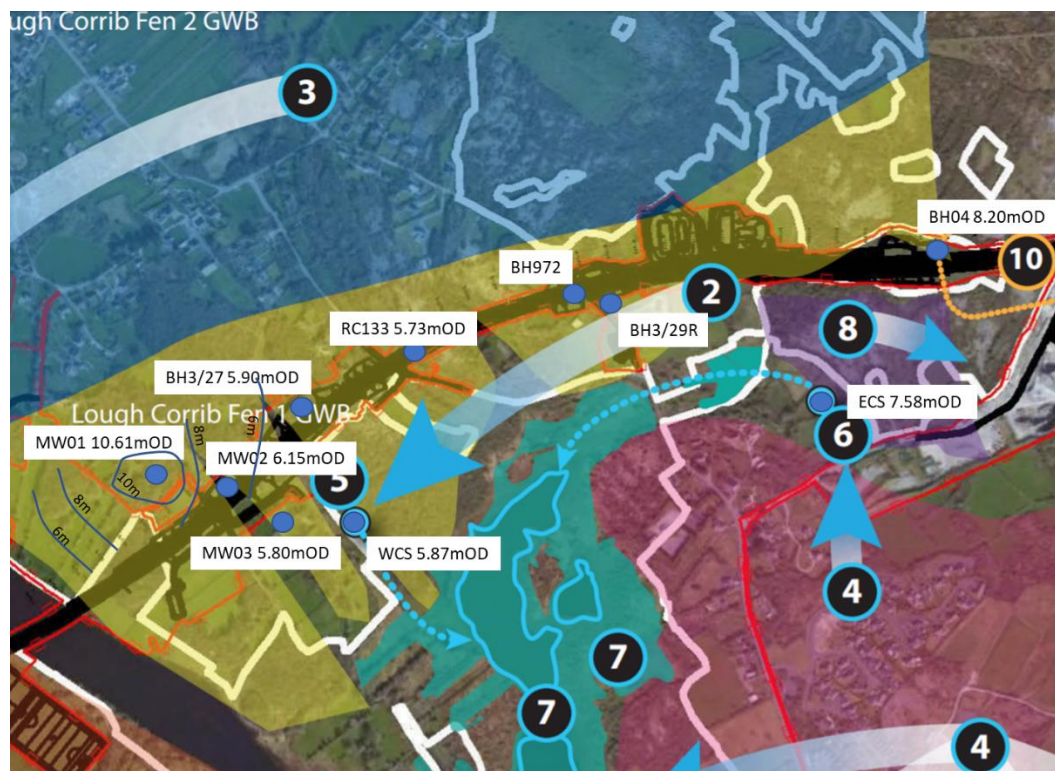 ugh Corrib Fen 2 GWB
3
BH04 8.20mOD
10
BH972
2
RC133 5.73mOD
BH3/29R
8
BH3/27 5.90mOD
Lough Corrib Fen 1 GWB
ECS 7.58mOD
6
MW01 10.61mOD
8m
6m
MW02 6.15mOD
10m
5
8m
6m
MW03 5.80mOD
WCS 5.87mOD
4
7
7
4